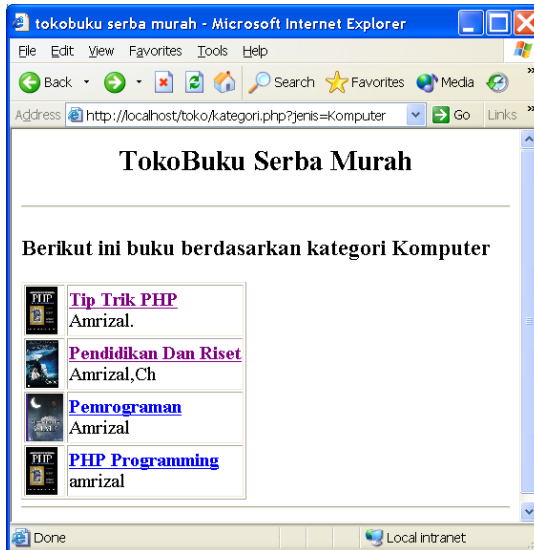 tokobuku serba murah - Microsoft Internet Explorer
File Edit View Favorites Tools Help
Back Search Favorites Media »
Address http://localhost/toko/kategori.php?jenis=Komputer Go Links »
TokoBuku Serba Murah
Berikut ini buku berdasarkan kategori Komputer
PHP
Tip Trik PHP
Amrizal.
Pendidikan Dan Riset
Amrizal,Ch
Pemrograman
Amrizal
PHP
PHP Programming
amrizal
Done Local intranet